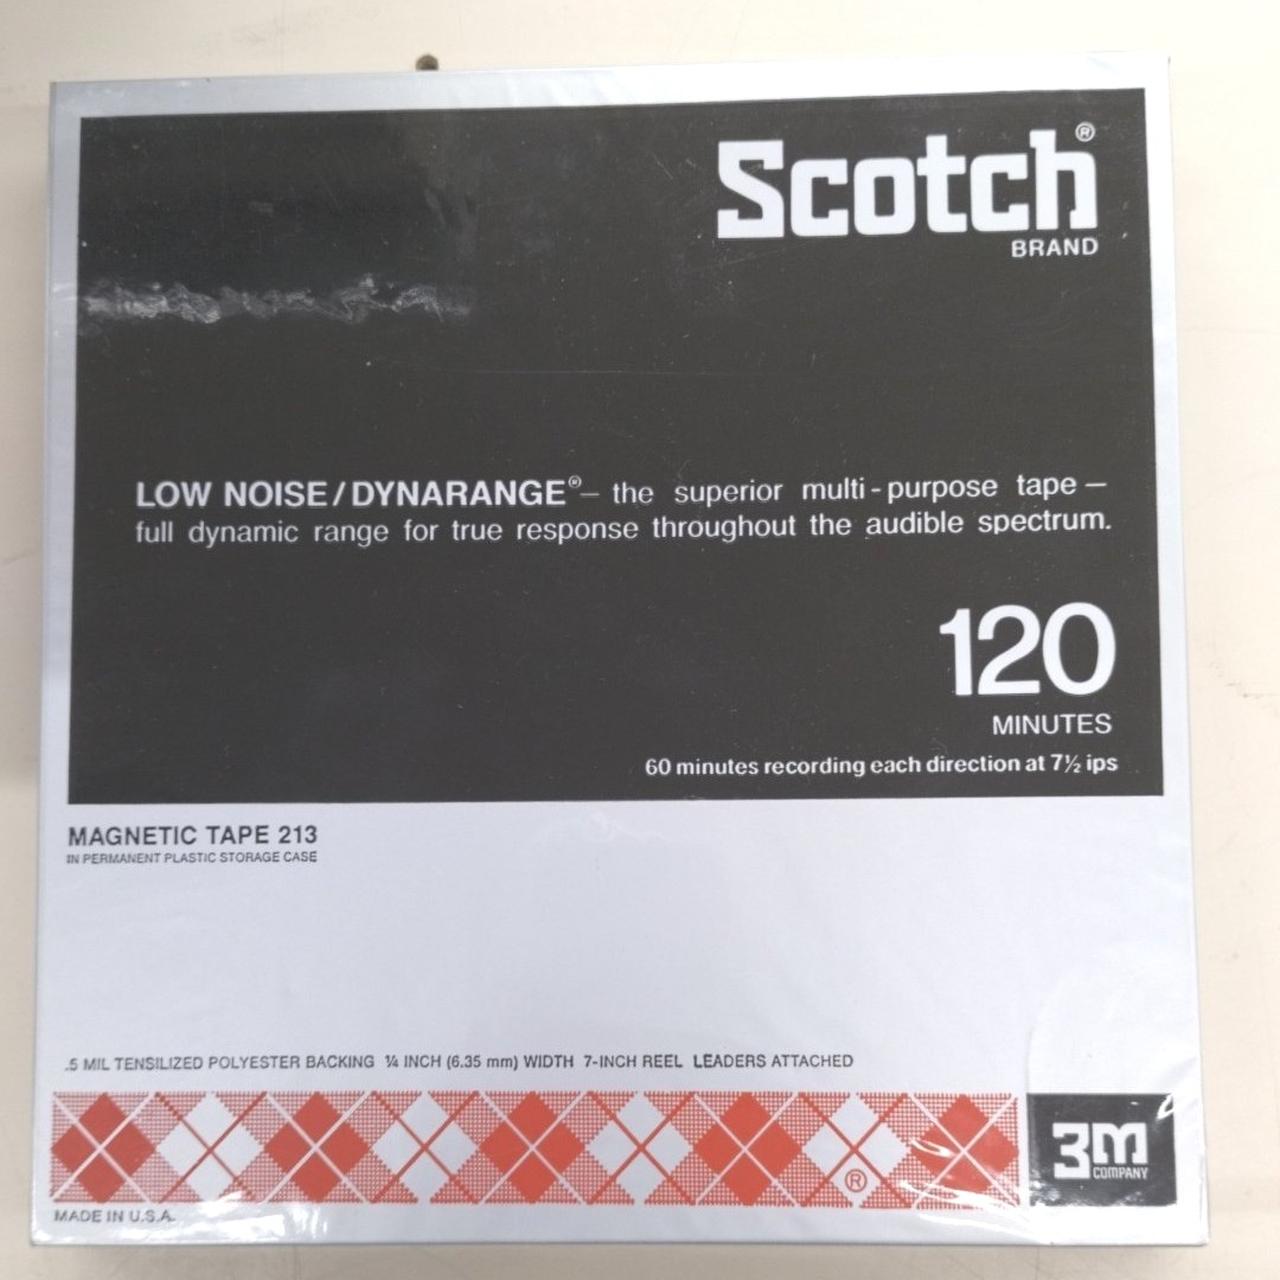 Scotch®
BRAND
LOW NOISE/DYNARANGE®— the superior multi-purpose tape—
full dynamic range for true response throughout the audible spectrum.
120
MINUTES
60 minutes recording each direction at 7½ ips
MAGNETIC TAPE 213
IN PERMANENT PLASTIC STORAGE CASE
.5 MIL TENSILIZED POLYESTER BACKING ¼ INCH (6.35 mm) WIDTH 7-INCH REEL LEADERS ATTACHED
®
3M
COMPANY
MADE IN U.S.A.